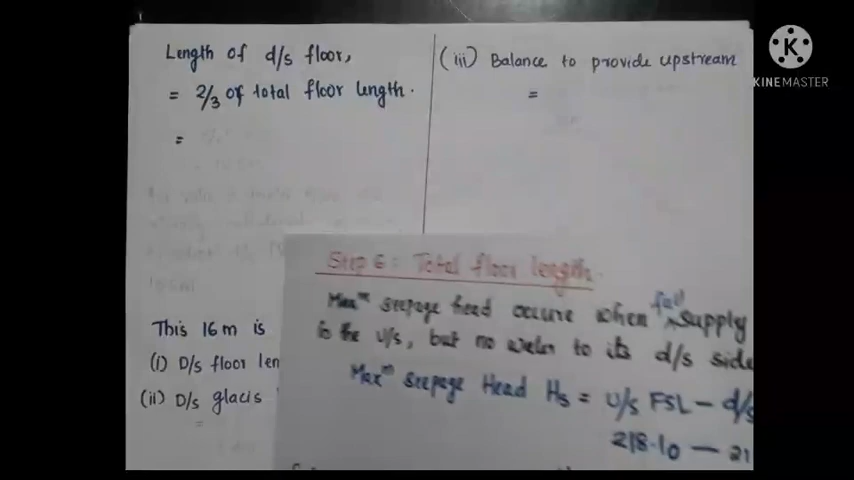 Length of d/s floor,
= 2/3 of total floor length.
=
(iii) Balance to provide upstream
=
This 16 m is
(i) D/s floor len
(ii) D/s glacis
=
Step 6: Total floor length.
Maxm seepage head occure when full supply
to the u/s, but no water to its d/s side
Maxm seepage Head Hs = U/s FSL - d/s
218.10 - 21
K
KINEMASTER